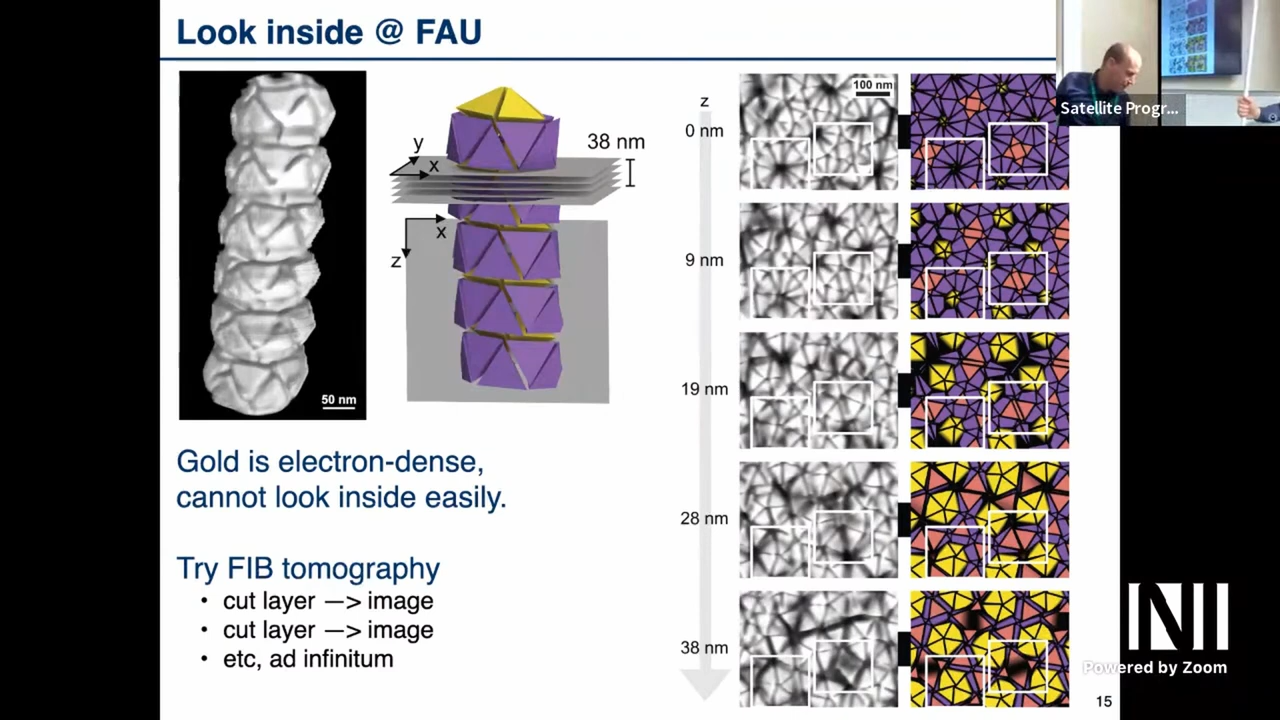 Look inside @ FAU
Satellite Progr...
50 nm
y
x
38 nm
x
z
z
100 nm
0 nm
9 nm
19 nm
28 nm
38 nm
Gold is electron-dense,
cannot look inside easily.
Try FIB tomography
• cut layer —> image
• cut layer —> image
• etc, ad infinitum
NII
Powered by Zoom
15